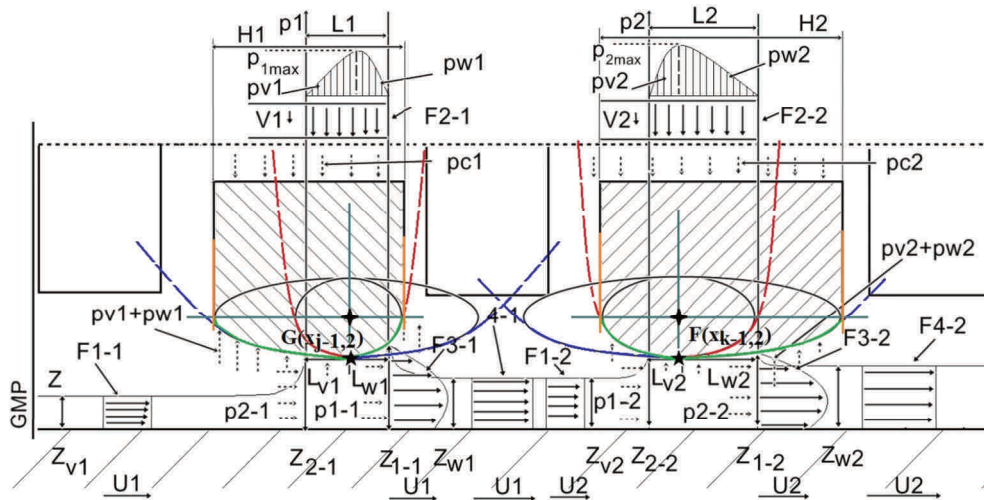 p1 L1 p2 L2
H1 H2
p1max pw1 p2max pw2
pv1 pv2
V1 F2-1 V2 F2-2
pc1 pc2
pv2+pw2
pv1+pw1 G(xj-1,2) 4-1 F(xk-1,2)
F1-1 F3-1 F1-2 F3-2 F4-2
Z Lv1 Lw1 Lv2 Lw2
p2-1 p1-1 p1-2 p2-2
GMP
Zv1 Z2-1 Z1-1 Zw1 Zv2 Z2-2 Z1-2 Zw2
U1 U1 U1 U2 U2 U2